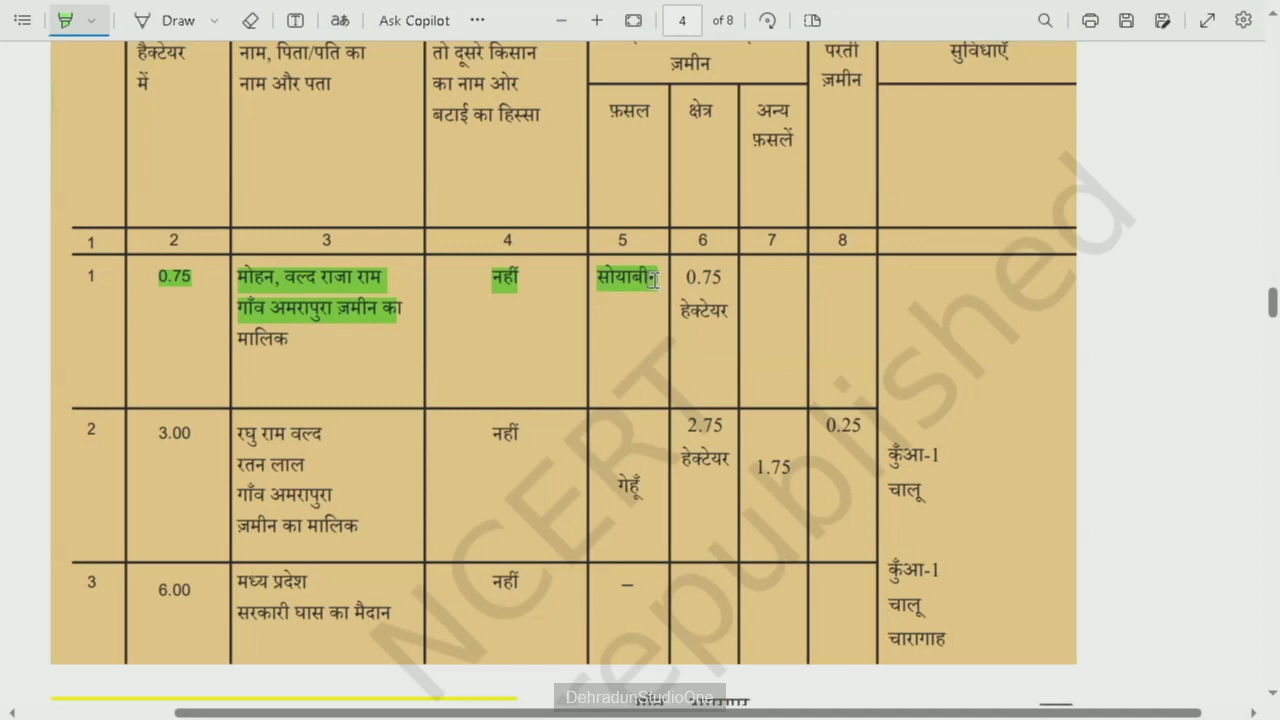 Draw
Ask Copilot
4 of 8
हैक्टेयर
में
नाम, पिता/पति का
नाम और पता
तो दूसरे किसान
का नाम ओर
बटाई का हिस्सा
ज़मीन
फ़सल
क्षेत्र
अन्य
फ़सलें
परती
ज़मीन
सुविधाएँ
1 2 3 4 5 6 7 8
1
0.75
मोहन, वल्द राजा राम
गाँव अमरापुरा ज़मीन का
मालिक
नहीं
सोयाबीन
0.75
हेक्टेयर
2
3.00
रघु राम वल्द
रतन लाल
गाँव अमरापुरा
ज़मीन का मालिक
नहीं
गेहूँ
2.75
हेक्टेयर
1.75
0.25
कुँआ-1
चालू
3
6.00
मध्य प्रदेश
सरकारी घास का मैदान
नहीं
–
कुँआ-1
चालू
चारागाह
NCERT
republished
DehradunStudioOne